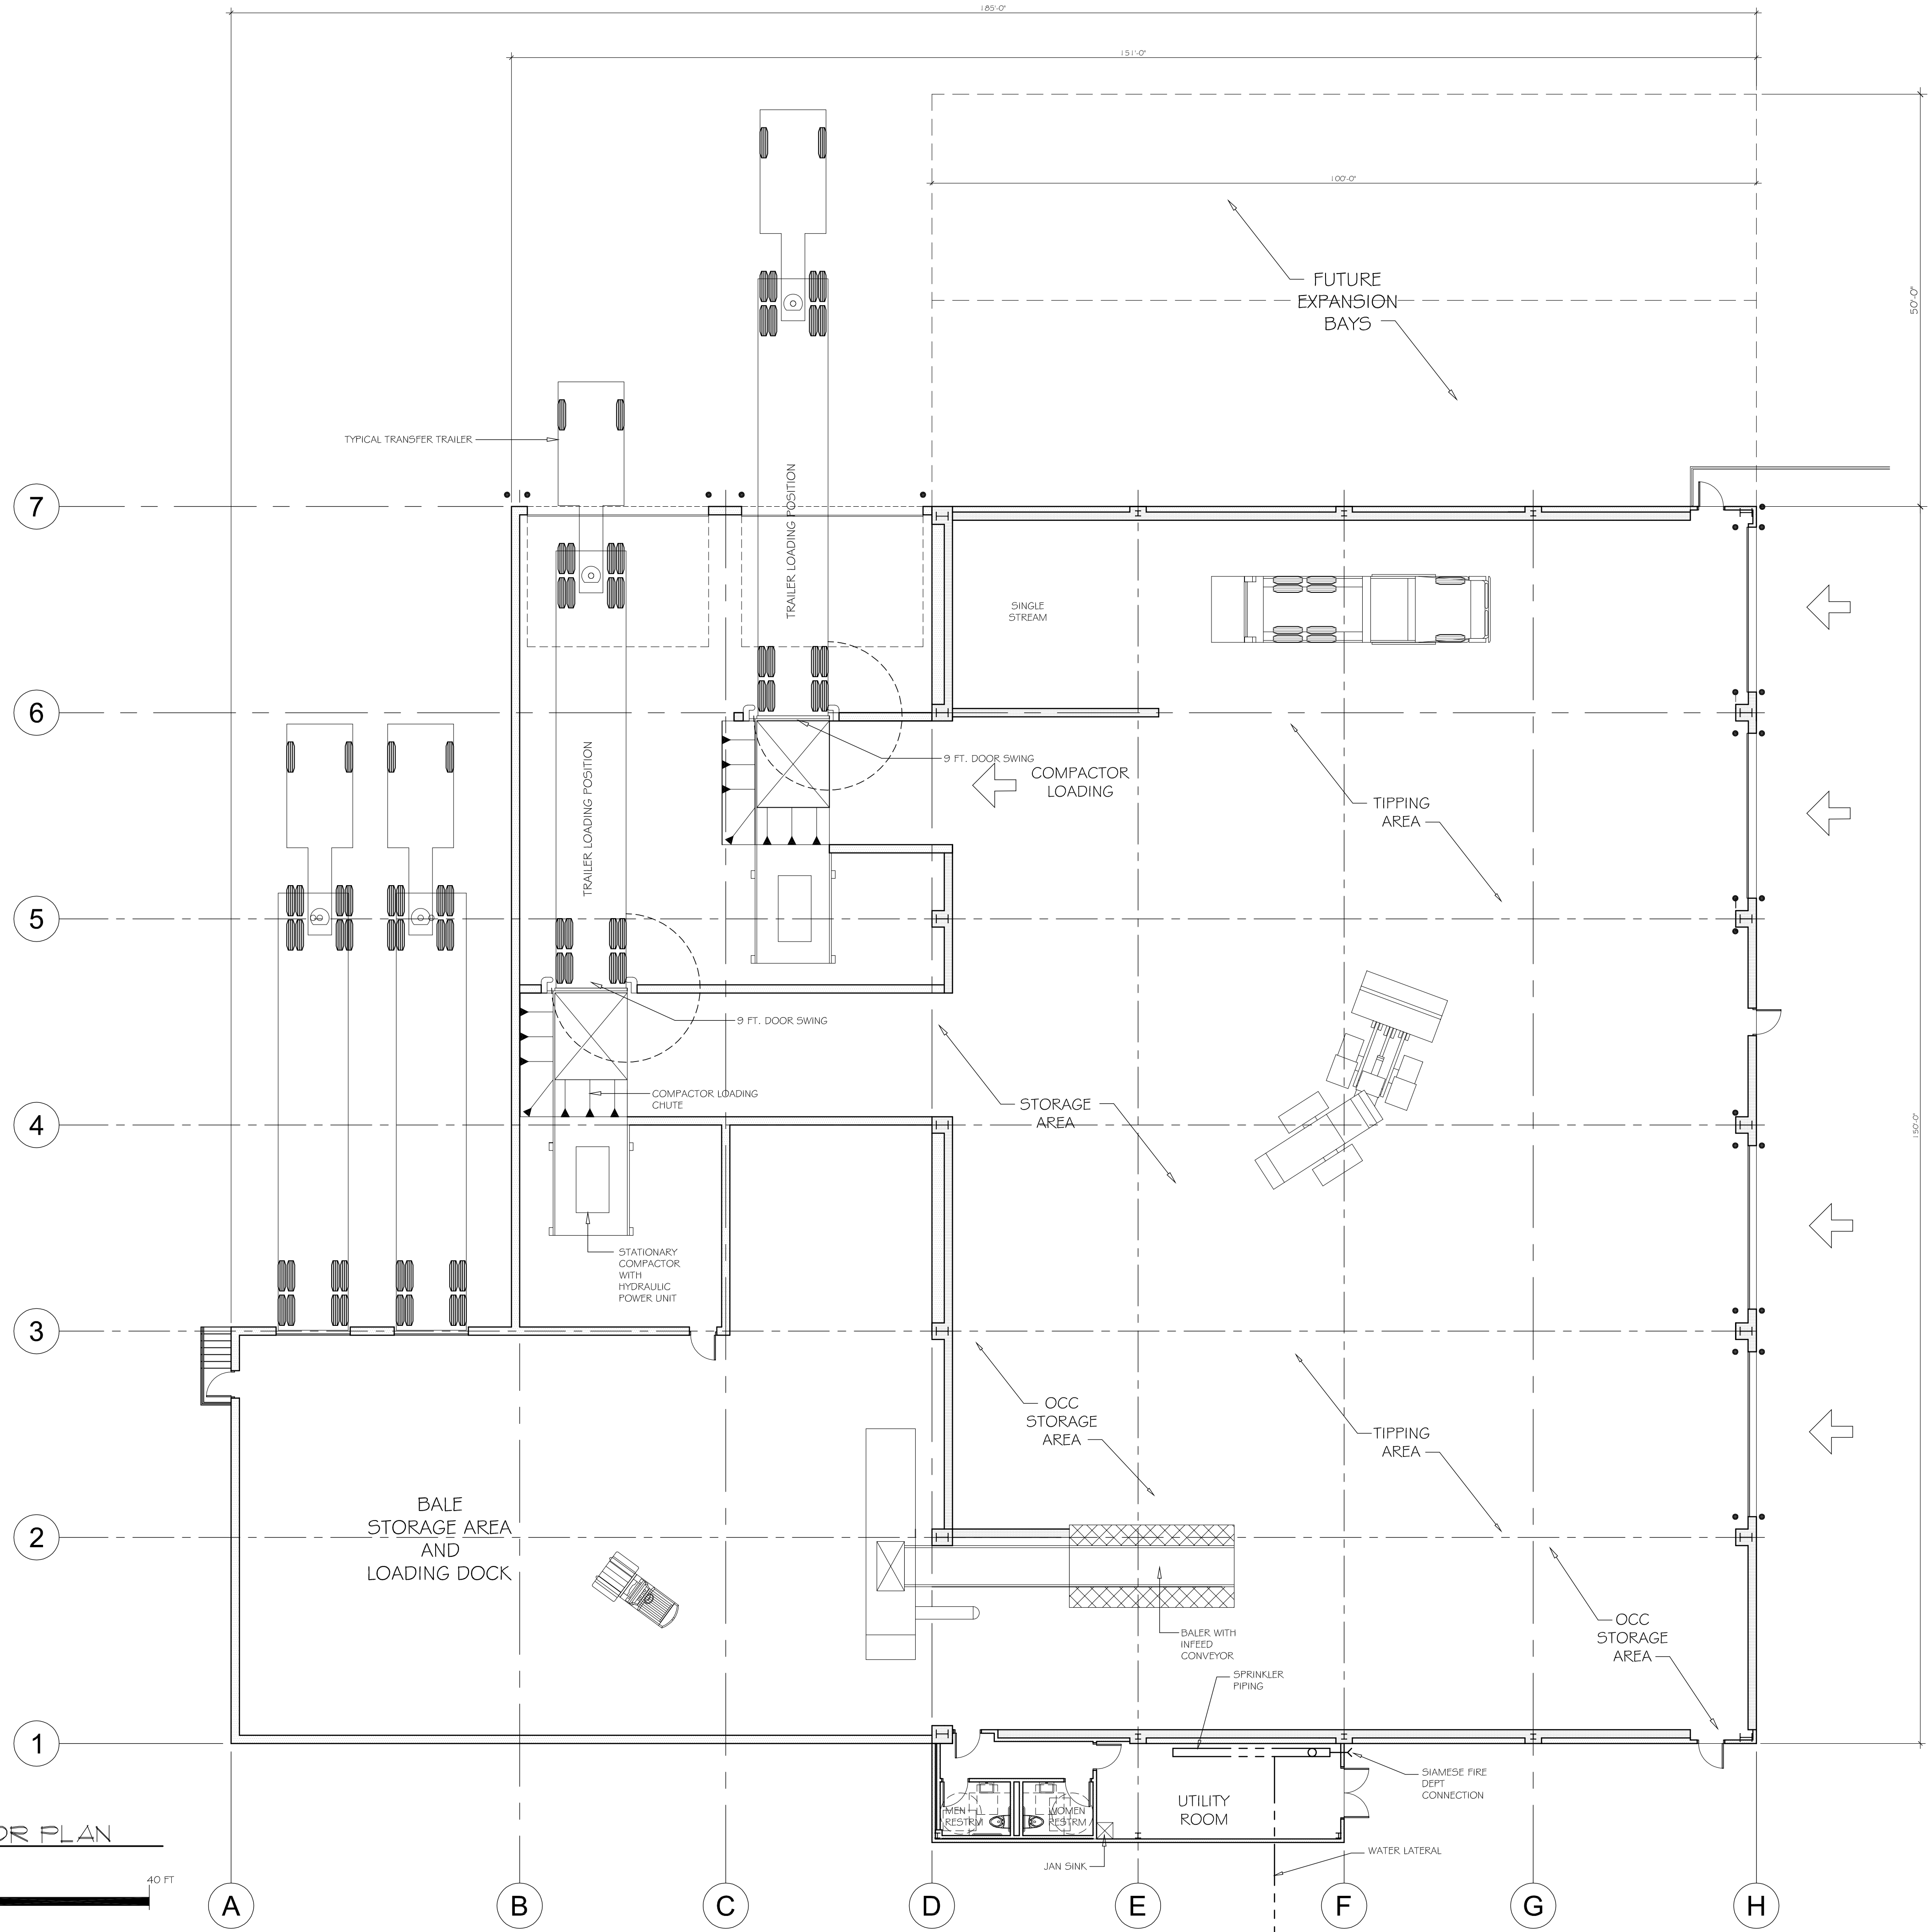 185'-0"
151'-0"
100'-0"
FUTURE
EXPANSION
BAYS
50'-0"
TYPICAL TRANSFER TRAILER
TRAILER LOADING POSITION
7
SINGLE
STREAM
6
9 FT. DOOR SWING
COMPACTOR
LOADING
TIPPING
AREA
TRAILER LOADING POSITION
5
9 FT. DOOR SWING
COMPACTOR LOADING
CHUTE
STORAGE
AREA
4
150'-0"
STATIONARY
COMPACTOR
WITH
HYDRAULIC
POWER UNIT
3
OCC
STORAGE
AREA
TIPPING
AREA
BALE
STORAGE AREA
AND
LOADING DOCK
2
BALER WITH
INFEED
CONVEYOR
OCC
STORAGE
AREA
SPRINKLER
PIPING
1
SIAMESE FIRE
DEPT
CONNECTION
MEN
RESTRM
WOMEN
RESTRM
UTILITY
ROOM
JAN SINK
WATER LATERAL
OR PLAN
40 FT
A
B
C
D
E
F
G
H